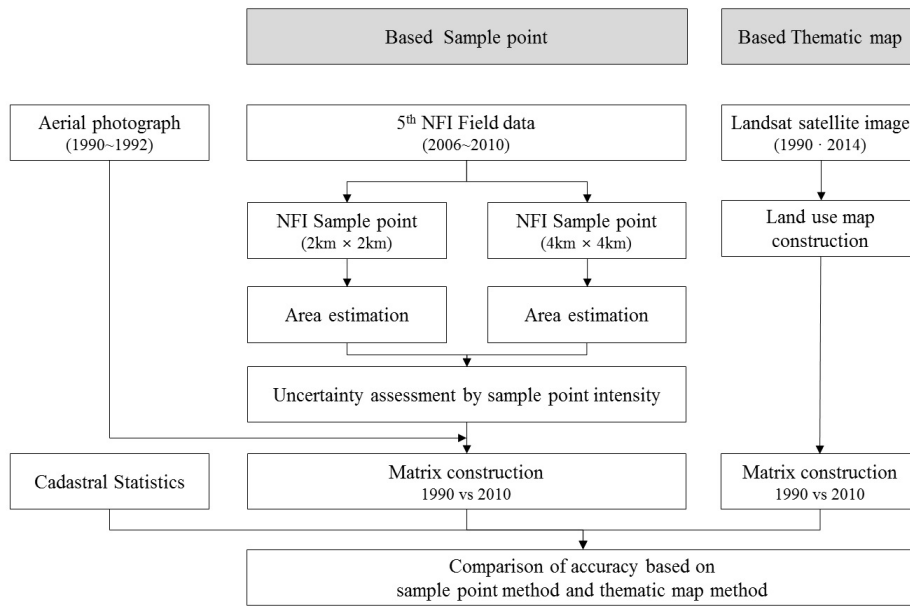 Based Sample point
Based Thematic map
Aerial photograph
(1990~1992)
5th NFI Field data
(2006~2010)
Landsat satellite image
(1990 · 2014)
NFI Sample point
(2km × 2km)
NFI Sample point
(4km × 4km)
Land use map
construction
Area estimation
Area estimation
Uncertainty assessment by sample point intensity
Cadastral Statistics
Matrix construction
1990 vs 2010
Matrix construction
1990 vs 2010
Comparison of accuracy based on
sample point method and thematic map method